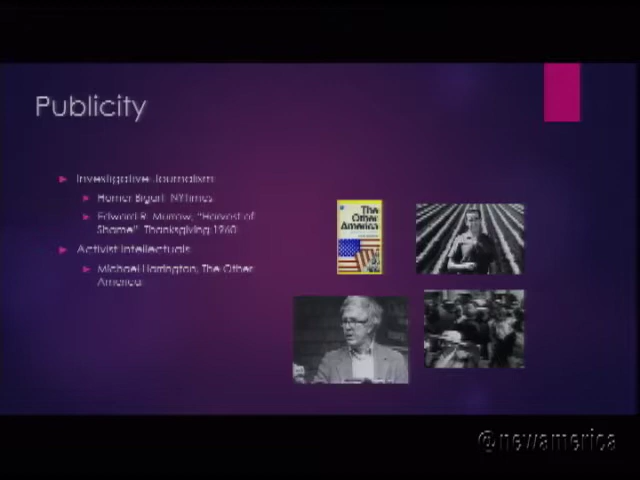 Publicity
Investigative Journalism
Homer Bigart NYTimes
Edward R. Murrow, "Harvest of
Shame" Thanksgiving 1960
Activist Intellectuals
Michael Harrington, The Other
America
The
Other
America
@newamerica